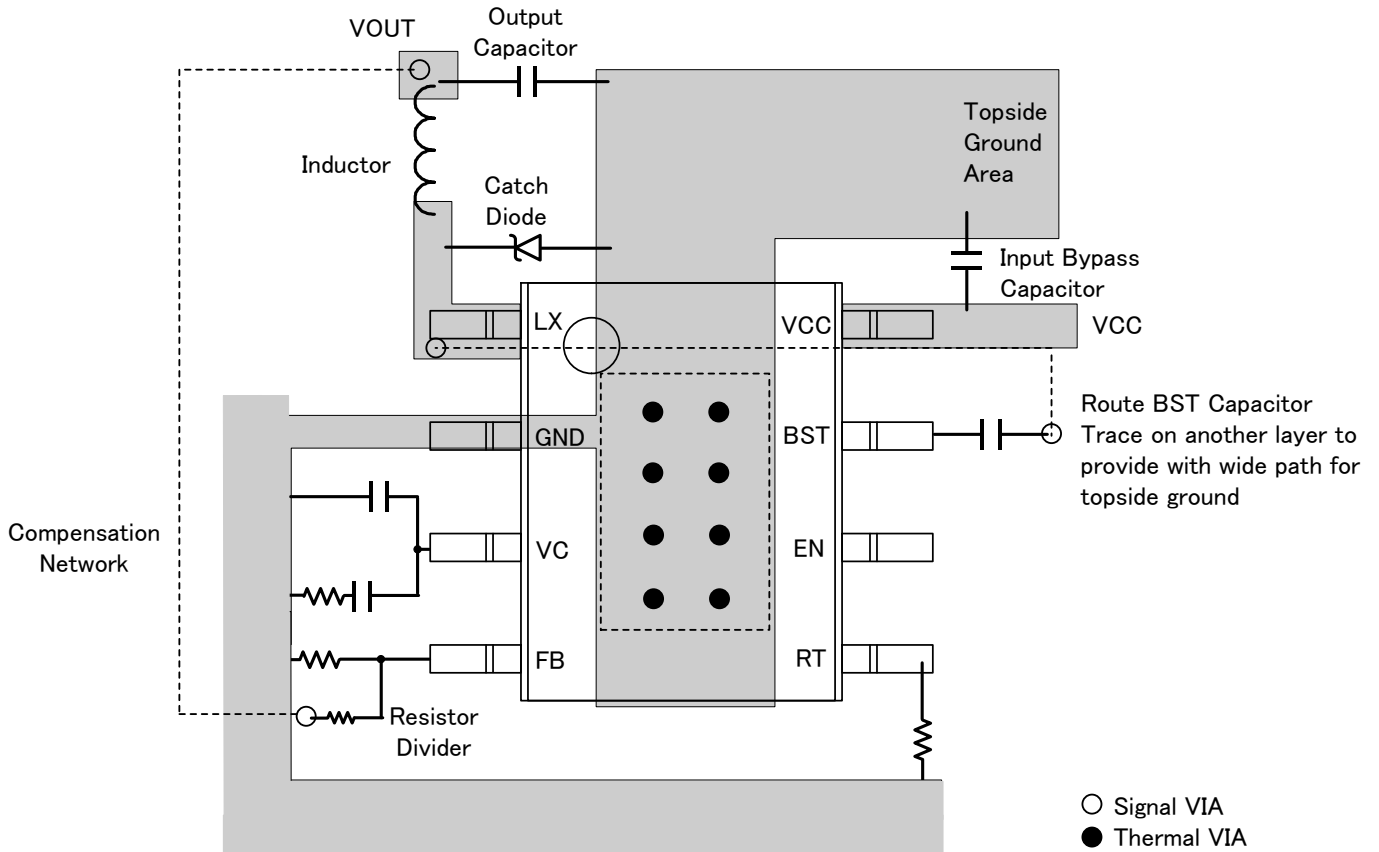 VOUT
Output
Capacitor
Topside
Ground
Area
Inductor
Catch
Diode
Input Bypass
Capacitor
LX
VCC
VCC
GND
BST
Route BST Capacitor
Trace on another layer to
provide with wide path for
topside ground
Compensation
Network
VC
EN
FB
RT
Resistor
Divider
Signal VIA
Thermal VIA